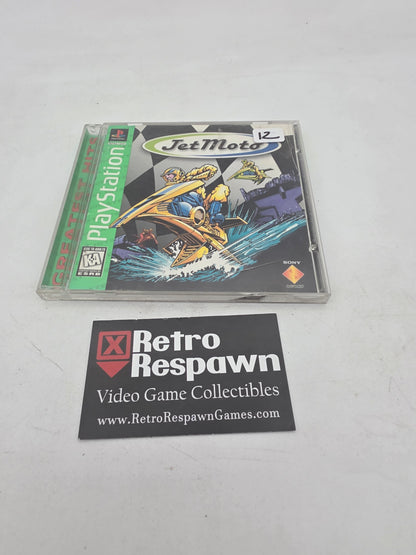 12
Jet Moto
PlayStation
GREATEST HITS
K-A
SONY
Retro
Respawn
Video Game Collectibles
www.RetroRespawnGames.com